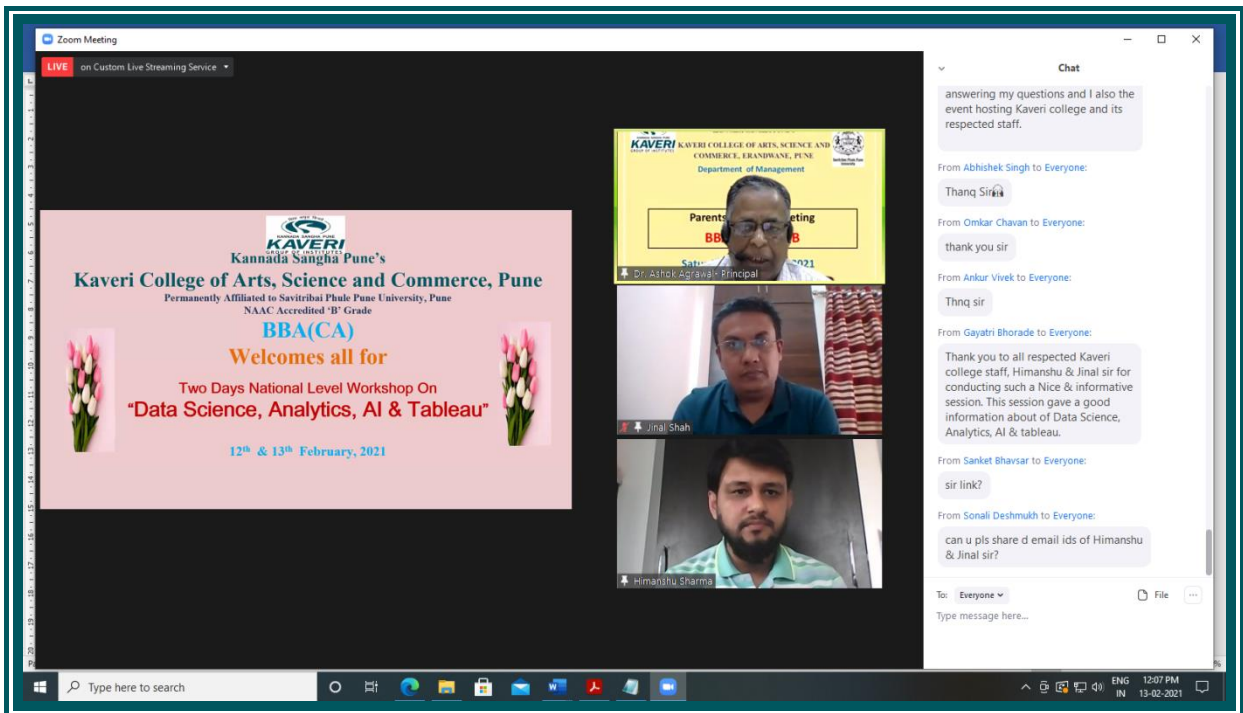 Zoom Meeting
LIVE on Custom Live Streaming Service
KAVERI
GROUP OF INSTITUTES
Kannada Sangha Pune's
Kaveri College of Arts, Science and Commerce, Pune
Permanently Affiliated to Savitribai Phule Pune University, Pune
NAAC Accredited 'B' Grade
BBA(CA)
Welcomes all for
Two Days National Level Workshop On
"Data Science, Analytics, AI & Tableau"
12th & 13th February, 2021
KAVERI
KAVERI COLLEGE OF ARTS, SCIENCE AND
COMMERCE, ERANDWANE, PUNE
Department of Management
Parents
eting
BB
B
Satu
2021
Dr. Ashok Agrawal- Principal
Jinal Shah
Himanshu Sharma
Chat
answering my questions and I also the
event hosting Kaveri college and its
respected staff.
From Abhishek Singh to Everyone:
Thanq Sir
From Omkar Chavan to Everyone:
thank you sir
From Ankur Vivek to Everyone:
Thnq sir
From Gayatri Bhorade to Everyone:
Thank you to all respected Kaveri
college staff, Himanshu & Jinal sir for
conducting such a Nice & informative
session. This session gave a good
information about of Data Science,
Analytics, AI & tableau.
From Sanket Bhavsar to Everyone:
sir link?
From Sonali Deshmukh to Everyone:
can u pls share d email ids of Himanshu
& Jinal sir?
To: Everyone
File
Type message here...
Type here to search
ENG
IN
12:07 PM
13-02-2021